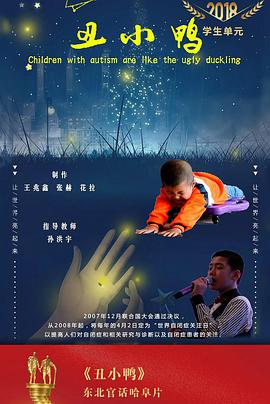 2018
学生单元
丑小鸭
Children with autism are like the ugly duckling
制作
王兆鑫 张赫 花拉
指导教师
孙洪宇
让世界亮起来
让世界亮起来
2007年12月联合国大会通过决议,
从2008年起,将每年的4月2日定为“世界自闭症关注日”,
以提高人们对自闭症和相关研究与诊断以及自闭症患者的关注。
《丑小鸭》
东北官话哈阜片